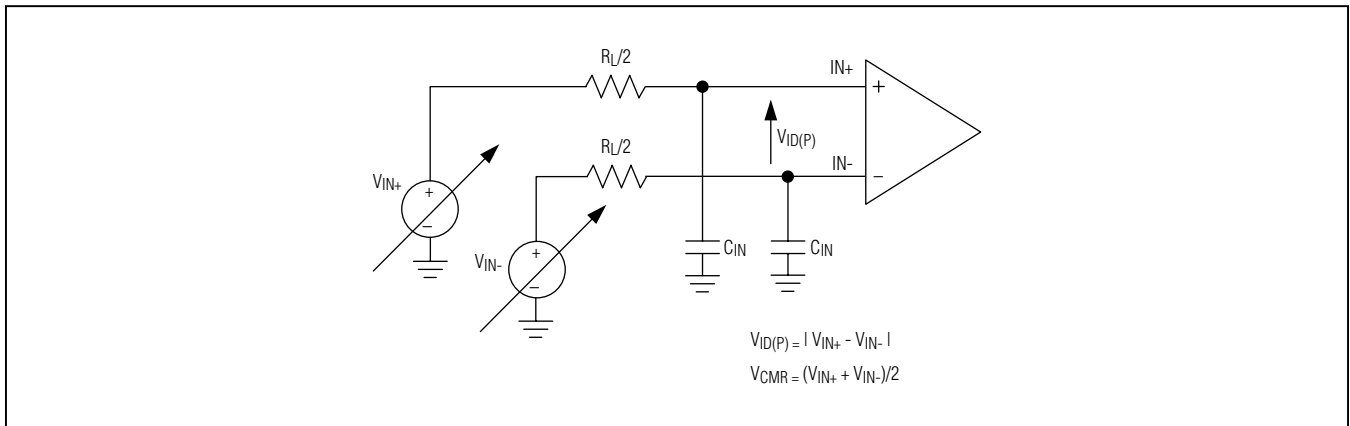 RL/2
IN+
+
VID(P)
RL/2
IN-
−
VIN+
+
−
VIN-
+
−
CIN
CIN
VID(P) = | VIN+ - VIN- |
VCMR = (VIN+ + VIN-)/2